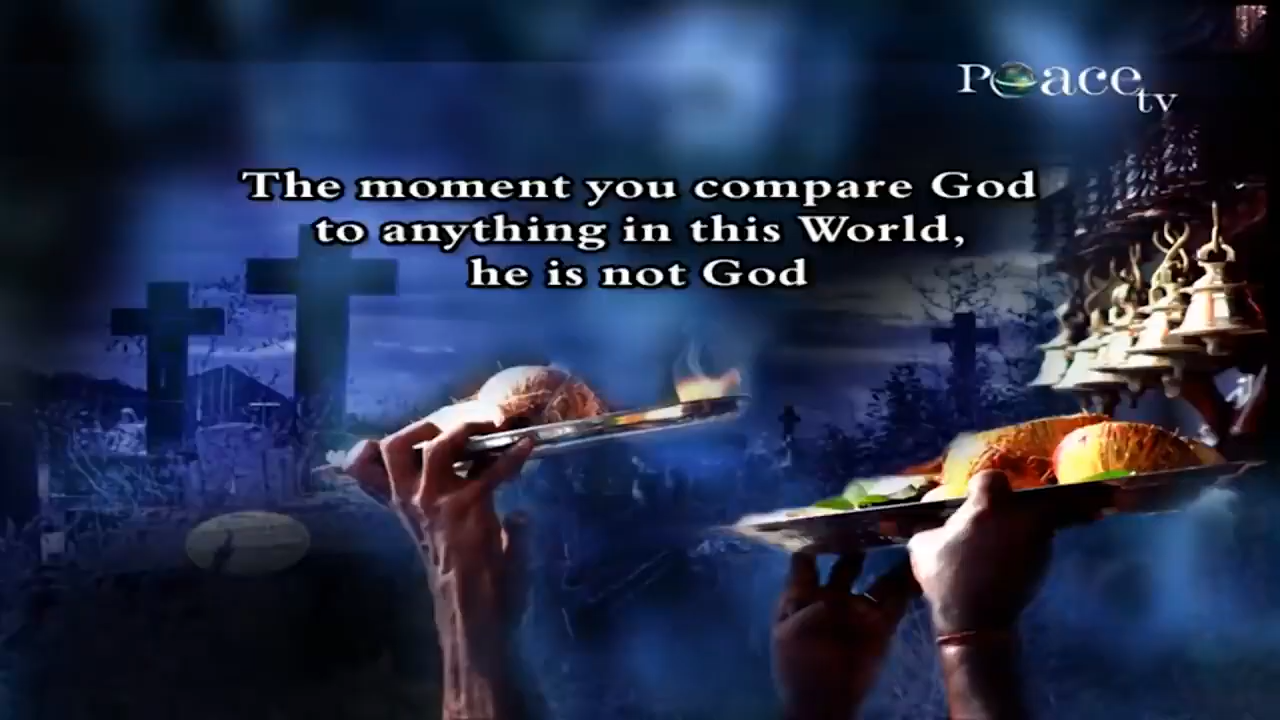 Peace tv
The moment you compare God
to anything in this World,
he is not God